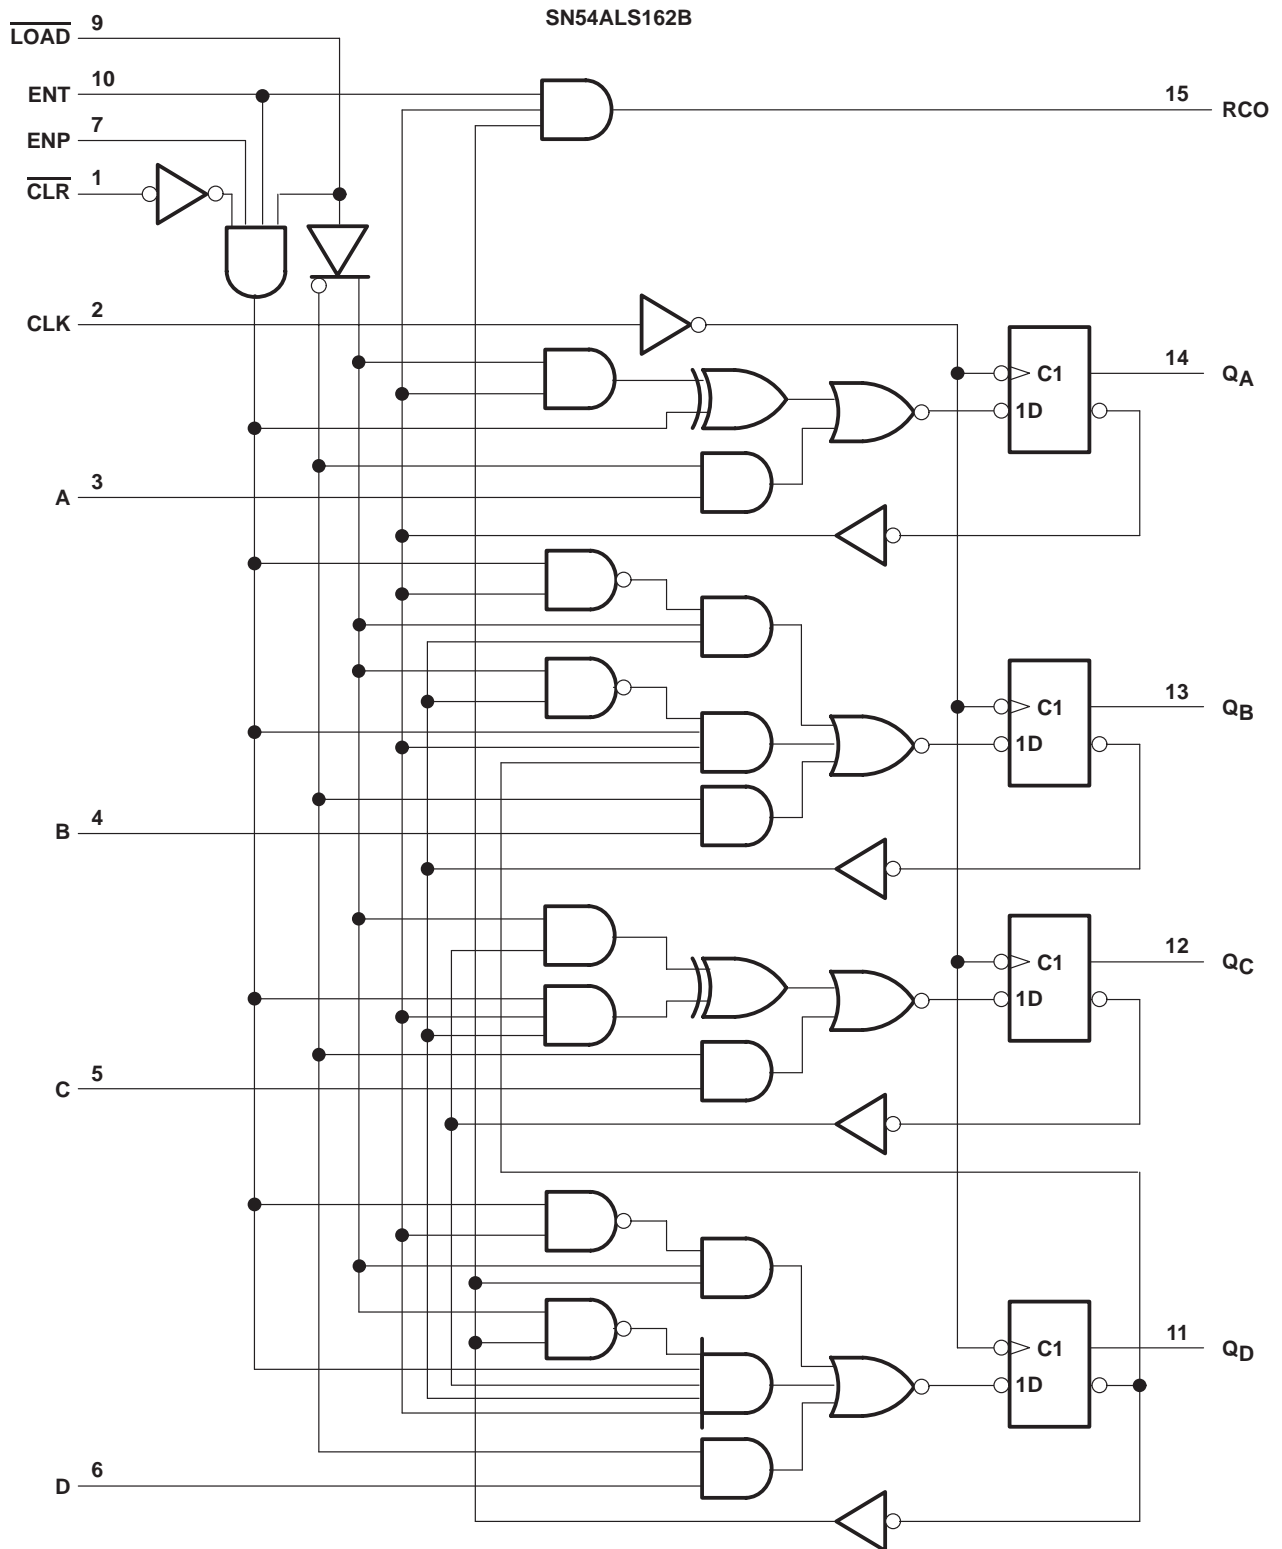 SN54ALS162B
LOAD 9
ENT 10
15 RCO
ENP 7
CLR 1
CLK 2
C1 14 QA
1D
A 3
C1 13 QB
1D
B 4
C1 12 QC
1D
C 5
C1 11 QD
1D
D 6